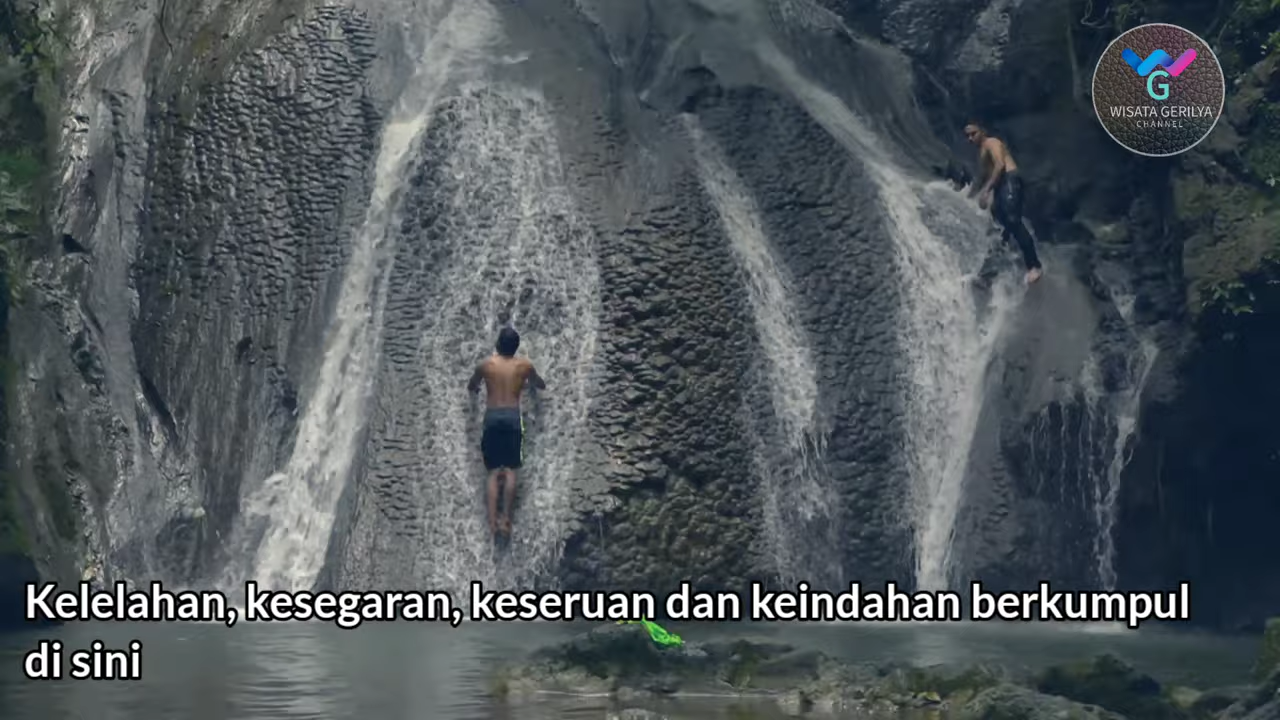 G
WISATA GERILYA
CHANNEL
Kelelahan, kesegaran, keseruan dan keindahan berkumpul
di sini